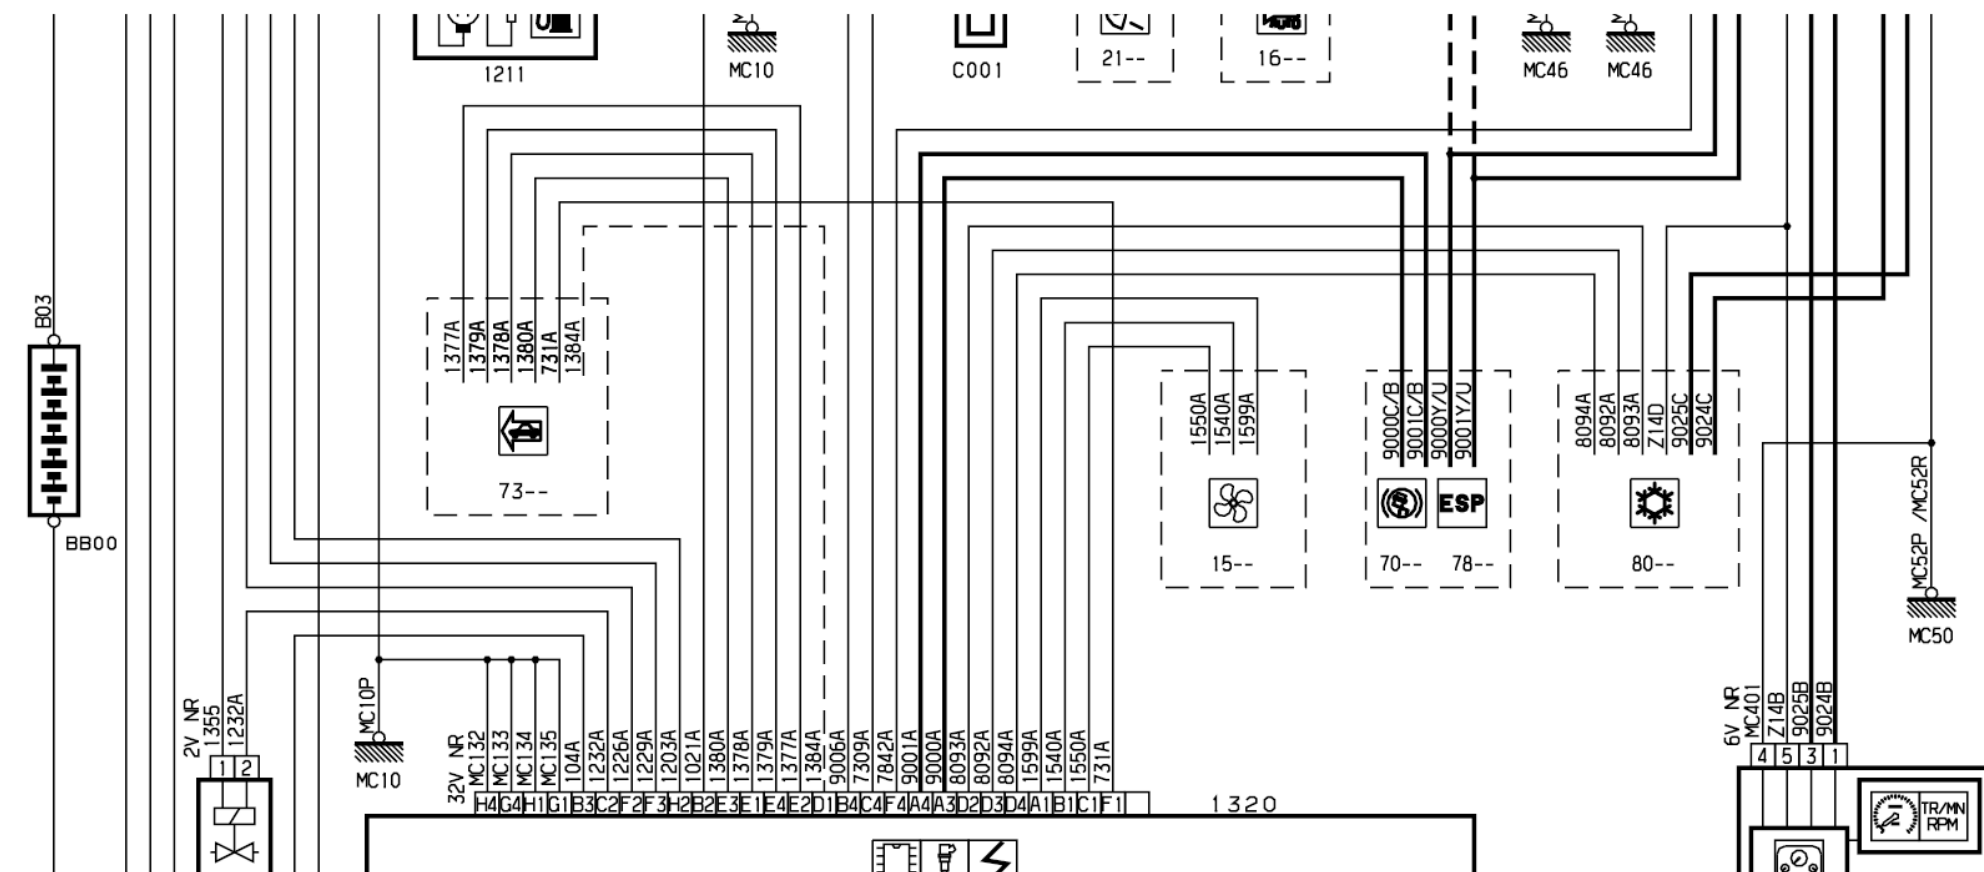 1211
MC10
C001
21--
16--
MC46
MC46
B03
BB00
1377A
1379A
1378A
1380A
731A
1384A
73--
1550A
1540A
1599A
15--
9000C/B
9001C/B
9000Y/U
9001Y/U
ESP
70--
78--
8094A
8092A
8093A
Z14D
9025C
9024C
80--
MC52P /MC52R
MC50
2V NR
1355
1232A
1
2
MC10P
MC10
32V NR
MC132
MC133
MC134
MC135
104A
1232A
1226A
1229A
1203A
1021A
1380A
1378A
1379A
1377A
1384A
9006A
7309A
7842A
9001A
9000A
8093A
8092A
8094A
1599A
1540A
1550A
731A
H4 G4 H1 G1 B3 C2 F2 F3 H2 B2 E3 E1 E4 E2 D1 B4 C4 F4 A4 A3 D2 D3 D4 A1 B1 C1 F1
1320
6V NR
MC401
Z14B
9025B
9024B
4 5 3 1
TR/MN
RPM